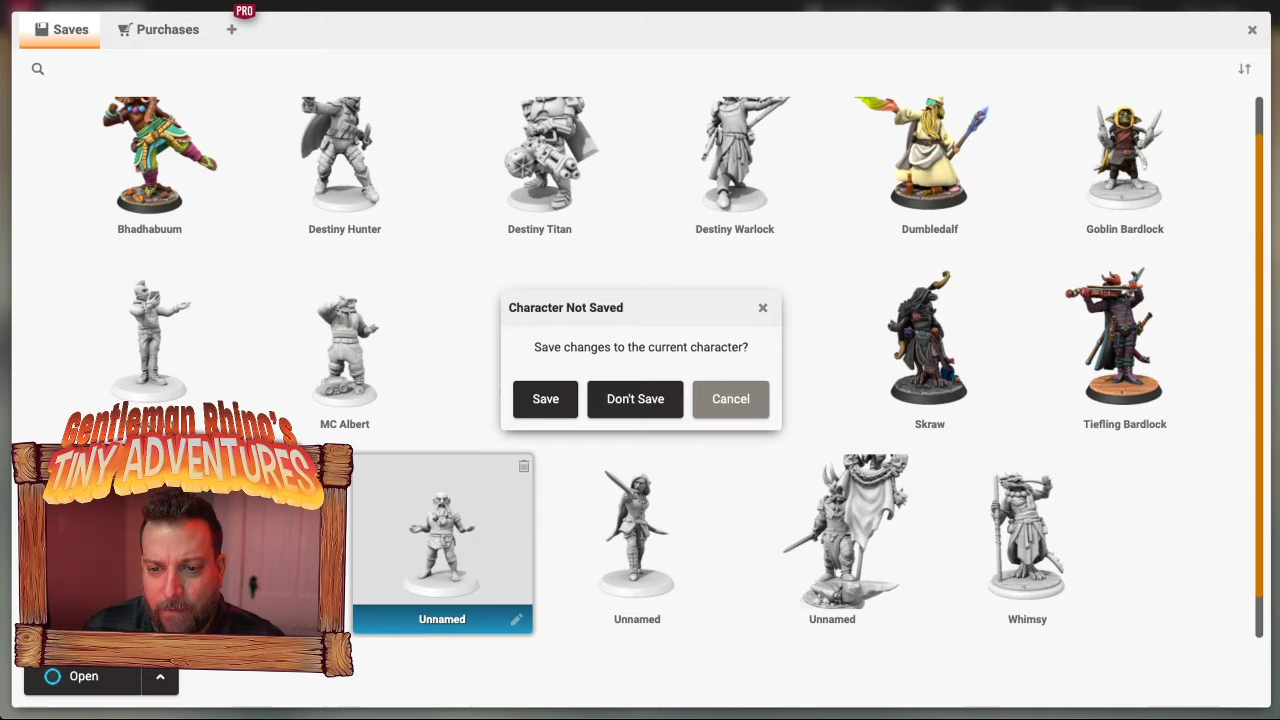 PRO
Saves
Purchases
Bhadhabuum
Destiny Hunter
Destiny Titan
Destiny Warlock
Dumbledalf
Goblin Bardlock
Character Not Saved
Save changes to the current character?
Save
Don't Save
Cancel
MC Albert
Skraw
Tiefling Bardlock
Gentleman Rhino's
TINY ADVENTURES
Unnamed
Unnamed
Unnamed
Whimsy
Open